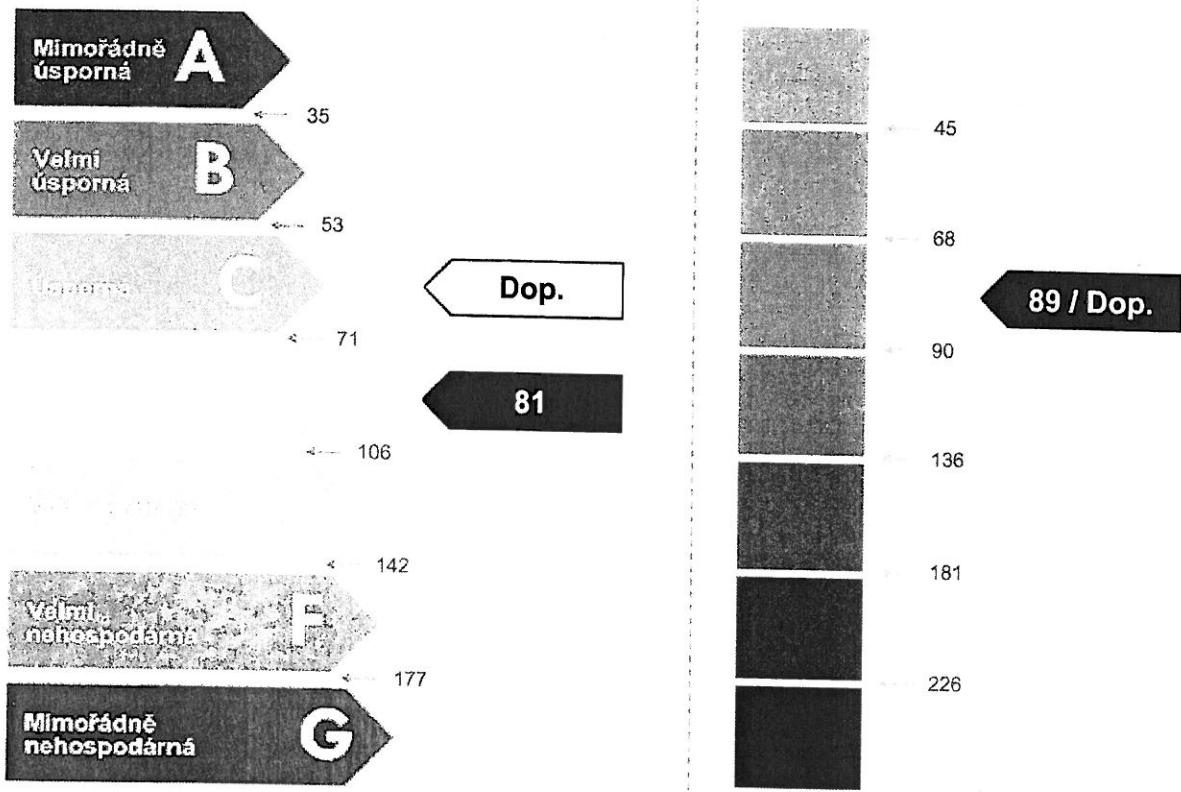 Mimořádně
úsporná
A
35
Velmi
úsporná
B
53
Úsporná
C
71
106
142
Velmi
nehospodárná
F
177
Mimořádně
nehospodárná
G
Dop.
81
45
68
90
136
181
226
89 / Dop.